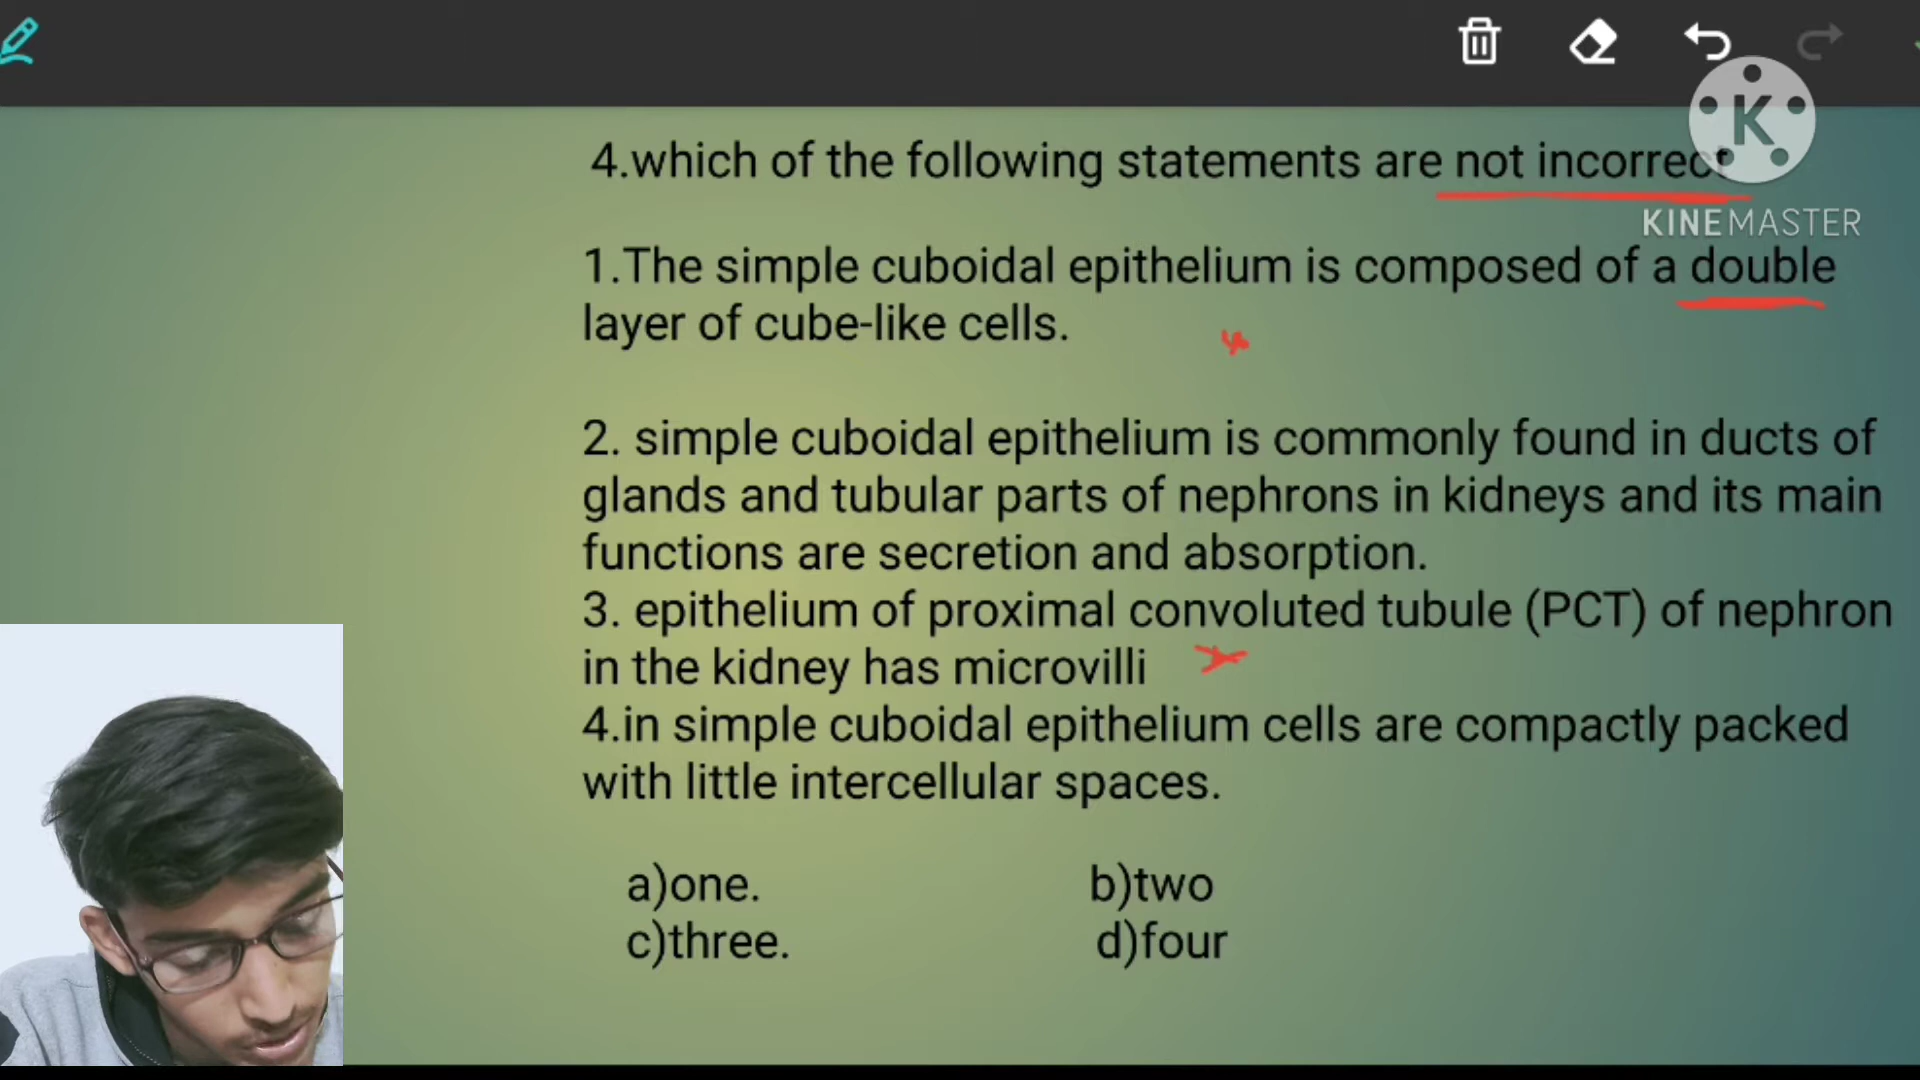 4.which of the following statements are not incorrect
K
KINEMASTER
1.The simple cuboidal epithelium is composed of a double
layer of cube-like cells.
2. simple cuboidal epithelium is commonly found in ducts of
glands and tubular parts of nephrons in kidneys and its main
functions are secretion and absorption.
3. epithelium of proximal convoluted tubule (PCT) of nephron
in the kidney has microvilli
4.in simple cuboidal epithelium cells are compactly packed
with little intercellular spaces.
a)one. b)two
c)three. d)four